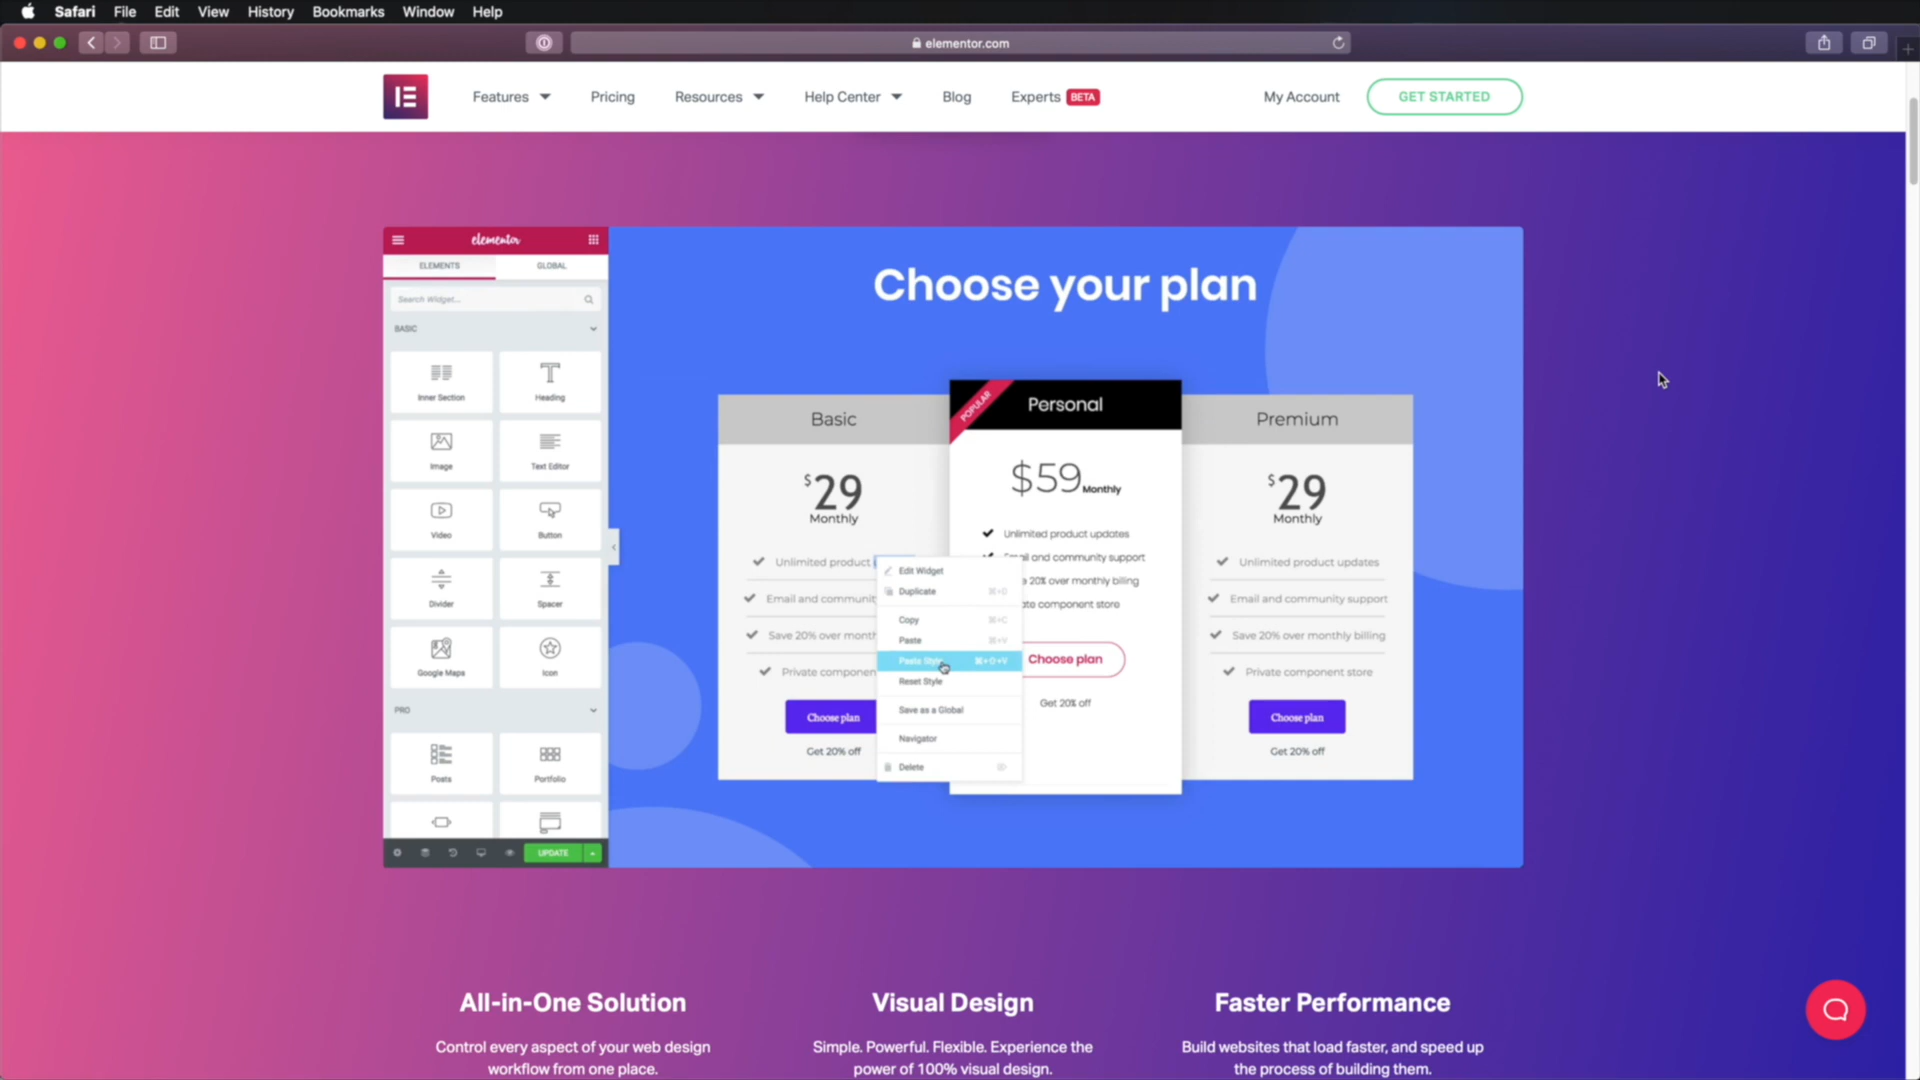 Safari File Edit View History Bookmarks Window Help
elementor.com
Features Pricing Resources Help Center Blog Experts BETA My Account GET STARTED
elementor
ELEMENTS GLOBAL
Search Widget...
BASIC
Inner Section Heading
Image Text Editor
Video Button
Divider Spacer
Google Maps Icon
PRO
Posts Portfolio
UPDATE
Choose your plan
Basic
$29
Monthly
Unlimited product
Email and communit
Save 20% over mont
Private componen
Choose plan
Get 20% off
Edit Widget
Duplicate ⌘+D
Copy ⌘+C
Paste ⌘+V
Paste Style ⌘+⇧+V
Reset Style
Save as a Global
Navigator
Delete
POPULAR
Personal
$59 Monthly
Unlimited product updates
Email and community support
e 20% over monthly biling
ate component store
Choose plan
Get 20% off
Premium
$29
Monthly
Unlimited product updates
Email and community support
Save 20% over monthly billing
Private component store
Choose plan
Get 20% off
All-in-One Solution
Control every aspect of your web design
workflow from one place.
Visual Design
Simple. Powerful. Flexible. Experience the
power of 100% visual design.
Faster Performance
Build websites that load faster, and speed up
the process of building them.